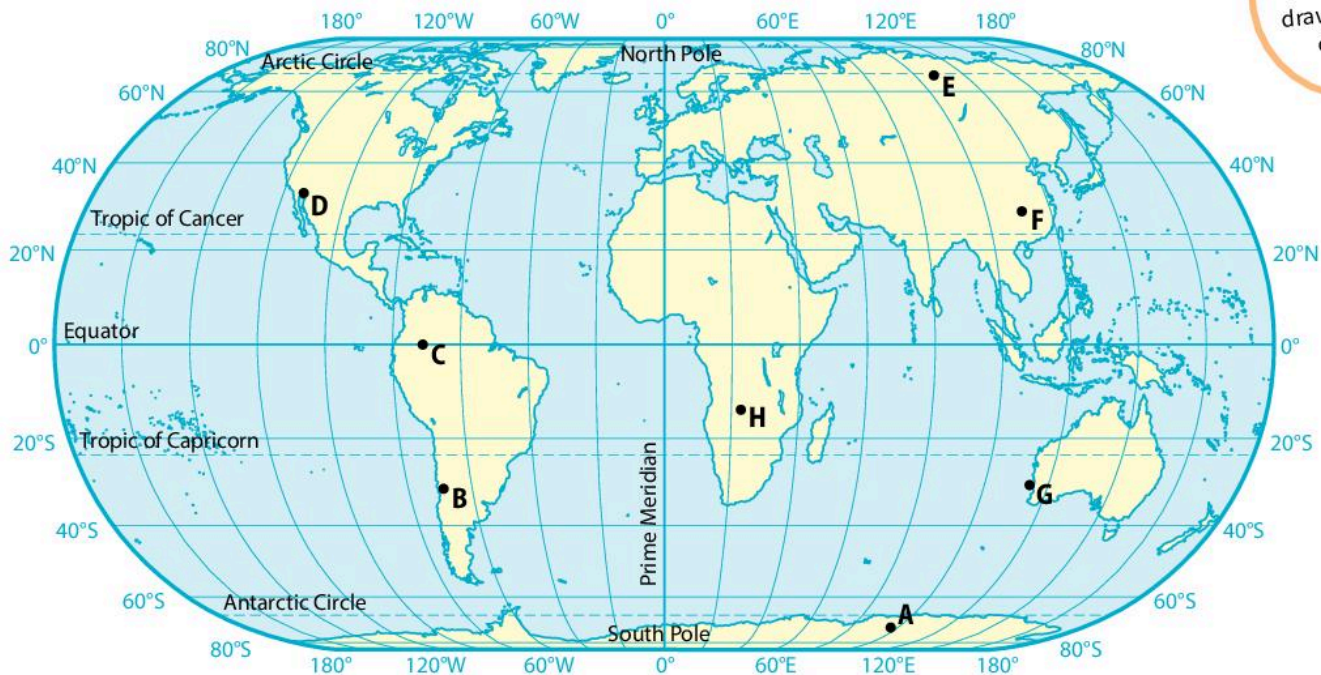 180° 120°W 60°W 0° 60°E 120°E 180°
80°N North Pole 80°N
Arctic Circle
E
60°N 60°N
40°N 40°N
D
Tropic of Cancer F
20°N 20°N
Equator
0° C 0°
H
Tropic of Capricorn
20°S 20°S
B G
40°S 40°S
Prime Meridian
60°S Antarctic Circle 60°S
A
South Pole
80°S 80°S
180° 120°W 60°W 0° 60°E 120°E 180°